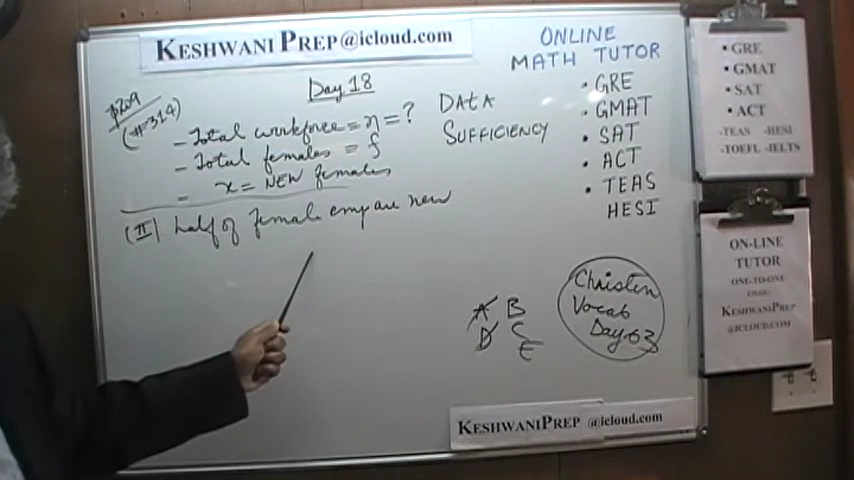 KESHWANI PREP@icloud.com
Day 18
(#=314)
- Total workforce = n = ?
- Total females = f
- x = NEW females
(II) half of female emp are new
DATA
SUFFICIENCY
ONLINE
MATH TUTOR
• GRE
• GMAT
• SAT
• ACT
• TEAS
HESI
A B
D C
E
Christen
Vocab
Day 63
KESHWANIPREP @icloud.com
• GRE
• GMAT
• SAT
• ACT
-TEAS -HESI
-TOEFL -IELTS
ON-LINE
TUTOR
ONE-TO-ONE
EMAIL:
KESHWANIPREP
@ICLOUD.COM